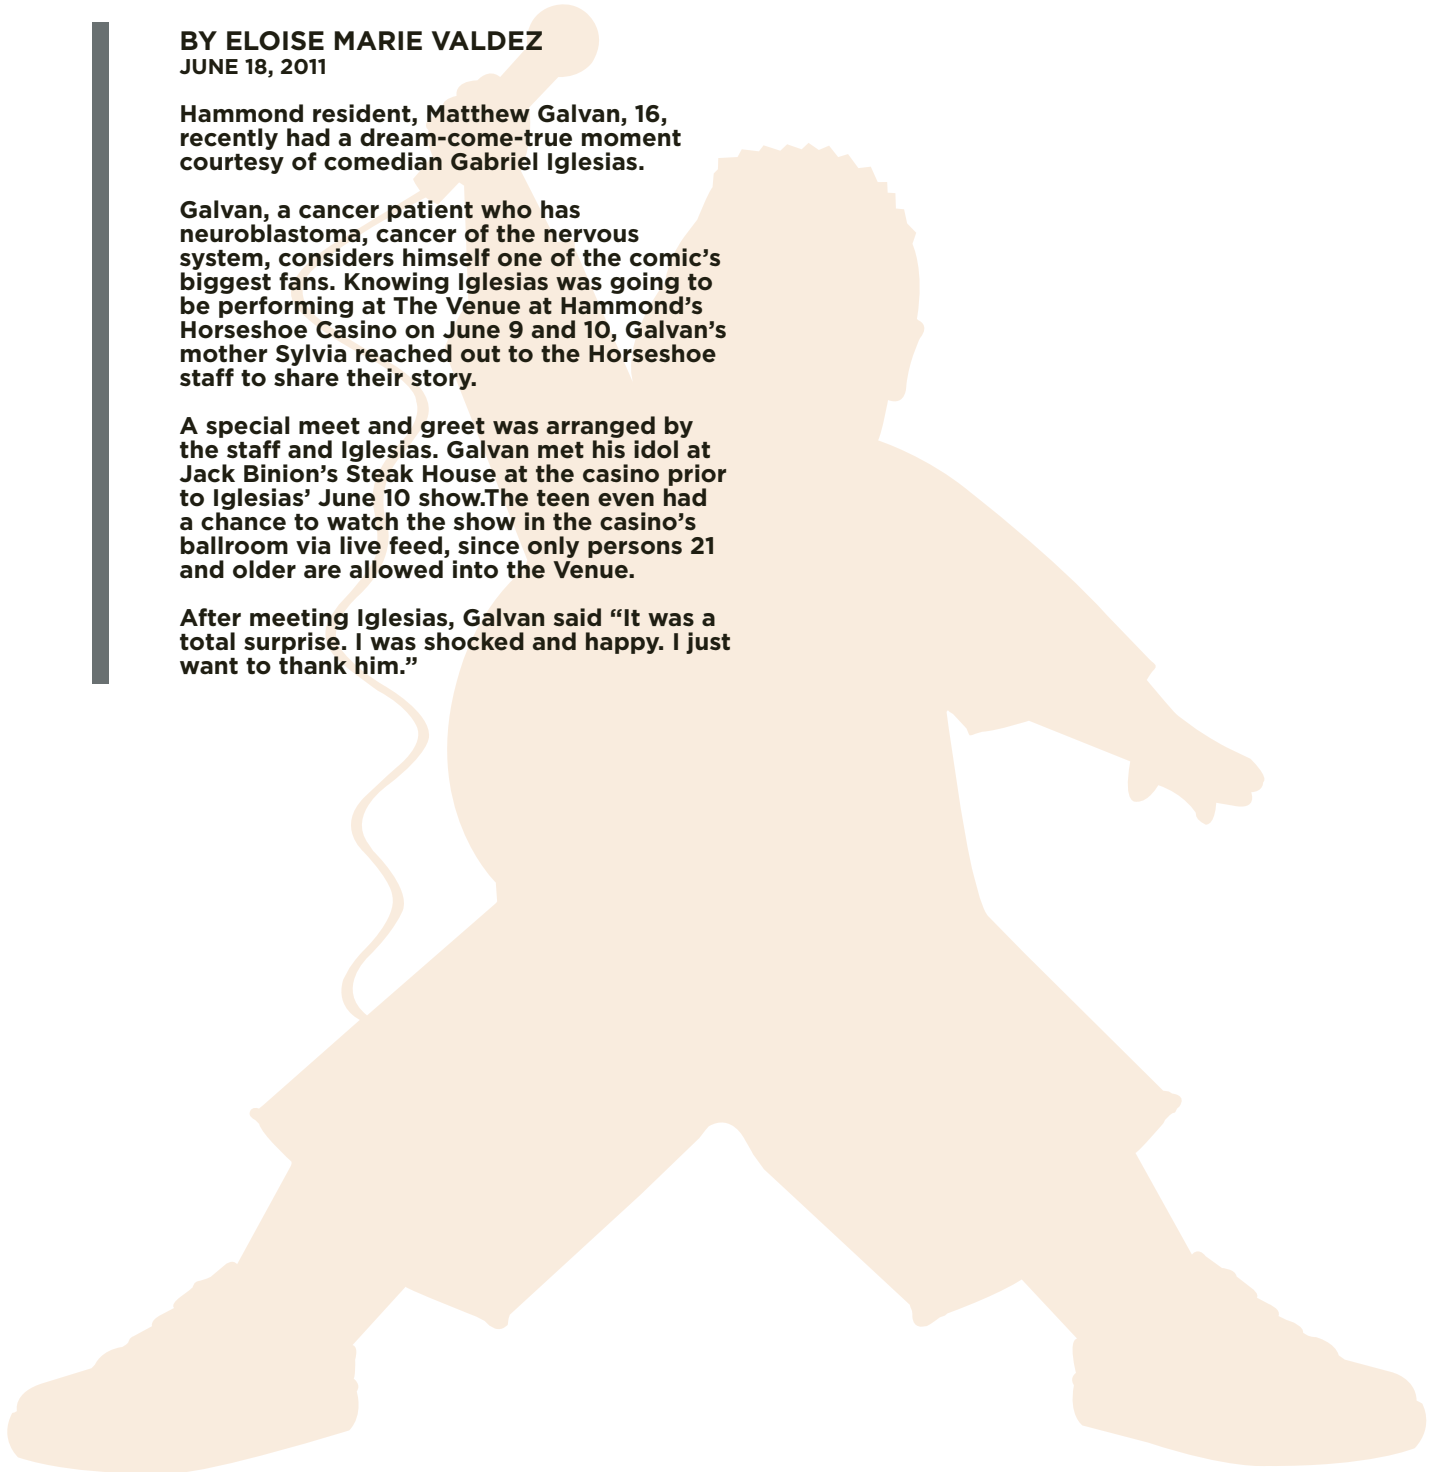 BY ELOISE MARIE VALDEZ
JUNE 18, 2011
Hammond resident, Matthew Galvan, 16,
recently had a dream-come-true moment
courtesy of comedian Gabriel Iglesias.
Galvan, a cancer patient who has
neuroblastoma, cancer of the nervous
system, considers himself one of the comic’s
biggest fans. Knowing Iglesias was going to
be performing at The Venue at Hammond’s
Horseshoe Casino on June 9 and 10, Galvan’s
mother Sylvia reached out to the Horseshoe
staff to share their story.
A special meet and greet was arranged by
the staff and Iglesias. Galvan met his idol at
Jack Binion’s Steak House at the casino prior
to Iglesias’ June 10 show.The teen even had
a chance to watch the show in the casino’s
ballroom via live feed, since only persons 21
and older are allowed into the Venue.
After meeting Iglesias, Galvan said “It was a
total surprise. I was shocked and happy. I just
want to thank him.”